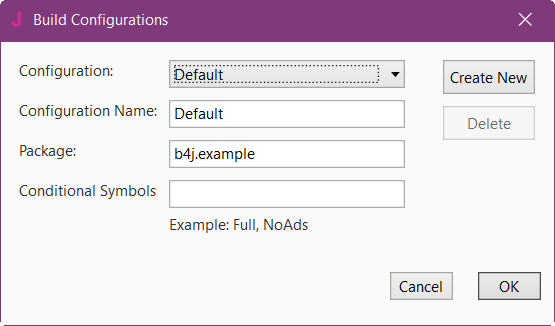 J Build Configurations
Configuration: Default Create New
Configuration Name: Default Delete
Package: b4j.example
Conditional Symbols
Example: Full, NoAds
Cancel OK